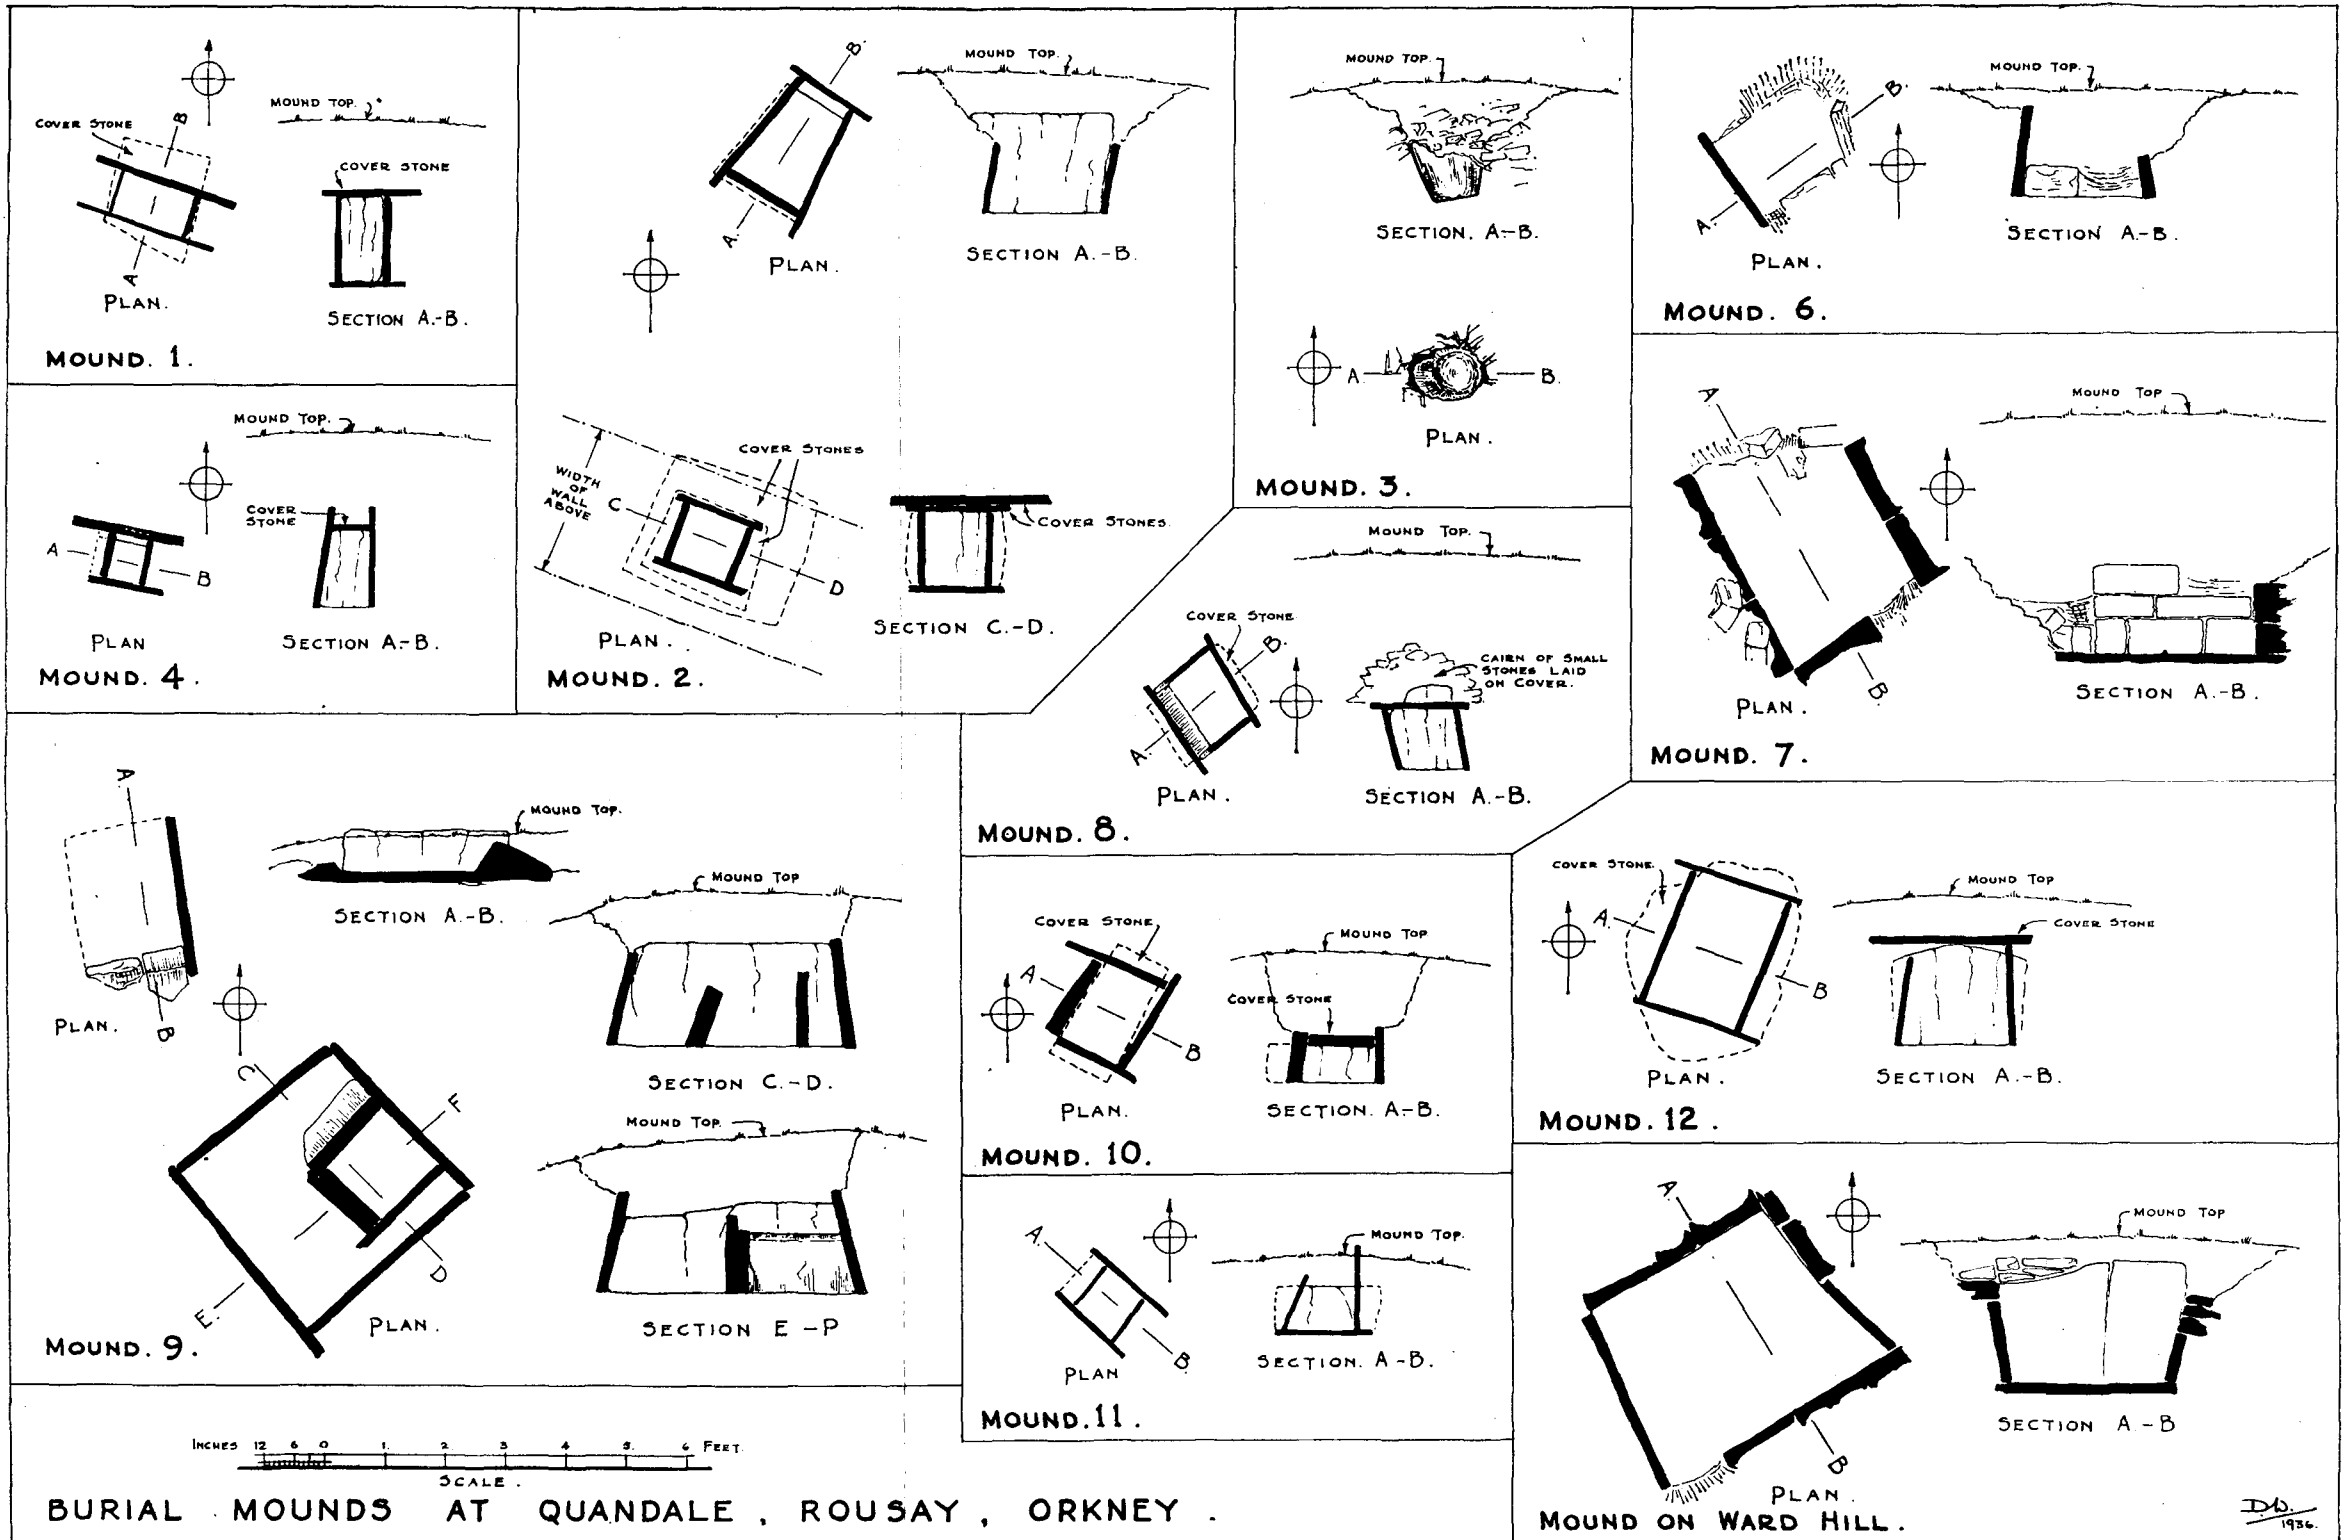 MOUND TOP.
COVER STONE
B
COVER STONE
A
PLAN.
SECTION A.-B.
MOUND. 1.
B.
MOUND TOP.
A.
PLAN.
SECTION A.-B.
COVER STONES
WIDTH
OF
WALL
ABOVE
C
D
COVER STONES.
PLAN.
SECTION C.-D.
MOUND. 2.
MOUND TOP.
SECTION. A.-B.
A.
B.
PLAN.
MOUND. 3.
MOUND TOP.
B.
A.
SECTION A.-B.
PLAN.
MOUND. 6.
MOUND TOP.
COVER
STONE
A
B
PLAN
SECTION A.-B.
MOUND. 4.
A.
MOUND TOP
B.
PLAN.
SECTION A.-B.
MOUND. 7.
MOUND TOP.
COVER STONE
B.
CAIRN OF SMALL
STONES LAID
ON COVER.
A.
PLAN.
SECTION A.-B.
MOUND. 8.
A.
MOUND TOP.
SECTION A.-B.
B
PLAN.
MOUND TOP
SECTION C.-D.
C
F
MOUND TOP.
D
E.
PLAN.
SECTION E-P
MOUND. 9.
COVER STONE
MOUND TOP
A
COVER STONE
B
PLAN.
SECTION. A-B.
MOUND. 10.
COVER STONE.
MOUND TOP
A.
COVER STONE
B
PLAN.
SECTION A.-B.
MOUND. 12.
A.
MOUND TOP.
B.
PLAN
SECTION. A-B.
MOUND. 11.
A.
MOUND TOP
B
SECTION A-B
PLAN.
MOUND ON WARD HILL.
INCHES 12 6 0 1. 2 3 4 5. 6 FEET.
SCALE.
BURIAL MOUNDS AT QUANDALE, ROUSAY, ORKNEY.
D.W.
1936.